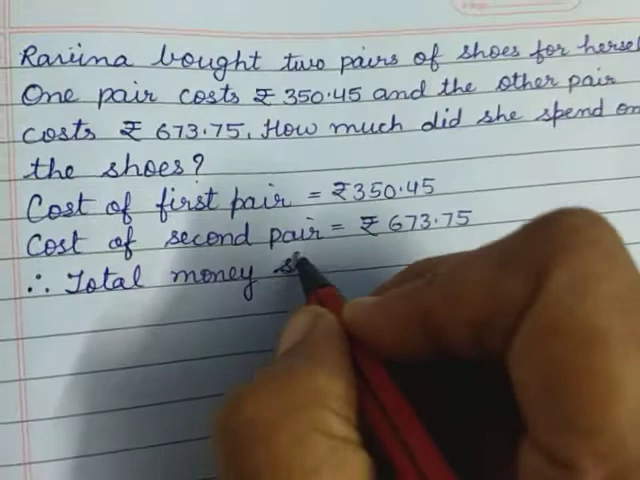 Raviina bought two pairs of shoes for hersel
One pair costs ₹ 350.45 and the other pair
costs ₹ 673.75. How much did she spend on
the shoes?
Cost of first pair = ₹350.45
Cost of second pair = ₹ 673.75
∴ Total money s